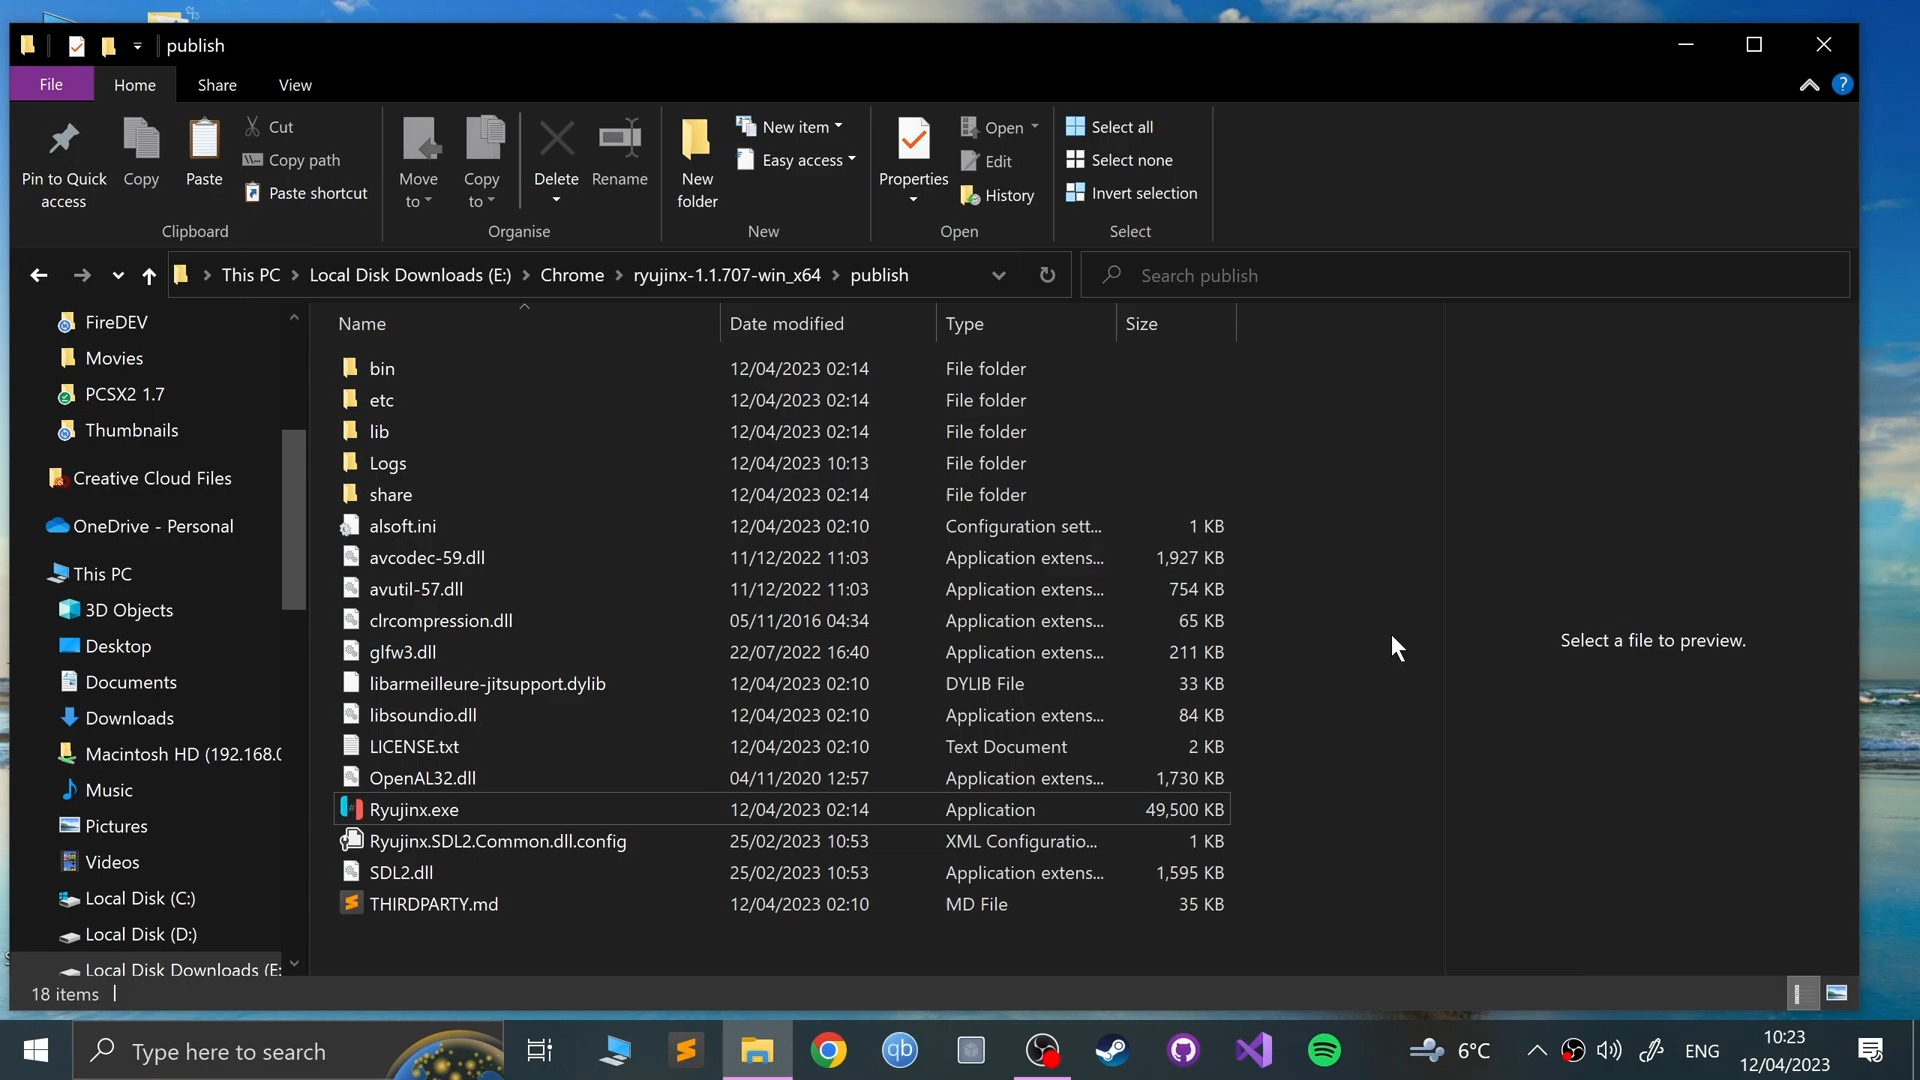 publish
File Home Share View
Pin to Quick access
Copy
Paste
Cut
Copy path
Paste shortcut
Clipboard
Move to
Copy to
Delete
Rename
Organise
New folder
New item
Easy access
New
Properties
Open
Edit
History
Open
Select all
Select none
Invert selection
Select
This PC Local Disk Downloads (E:) Chrome ryujinx-1.1.707-win_x64 publish
Search publish
FireDEV
Movies
PCSX2 1.7
Thumbnails
Creative Cloud Files
OneDrive - Personal
This PC
3D Objects
Desktop
Documents
Downloads
Macintosh HD (192.168.0
Music
Pictures
Videos
Local Disk (C:)
Local Disk (D:)
Local Disk Downloads (E:
Name Date modified Type Size
bin 12/04/2023 02:14 File folder
etc 12/04/2023 02:14 File folder
lib 12/04/2023 02:14 File folder
Logs 12/04/2023 10:13 File folder
share 12/04/2023 02:14 File folder
alsoft.ini 12/04/2023 02:10 Configuration sett... 1 KB
avcodec-59.dll 11/12/2022 11:03 Application extens... 1,927 KB
avutil-57.dll 11/12/2022 11:03 Application extens... 754 KB
clrcompression.dll 05/11/2016 04:34 Application extens... 65 KB
glfw3.dll 22/07/2022 16:40 Application extens... 211 KB
libarmeilleure-jitsupport.dylib 12/04/2023 02:10 DYLIB File 33 KB
libsoundio.dll 12/04/2023 02:10 Application extens... 84 KB
LICENSE.txt 12/04/2023 02:10 Text Document 2 KB
OpenAL32.dll 04/11/2020 12:57 Application extens... 1,730 KB
Ryujinx.exe 12/04/2023 02:14 Application 49,500 KB
Ryujinx.SDL2.Common.dll.config 25/02/2023 10:53 XML Configuratio... 1 KB
SDL2.dll 25/02/2023 10:53 Application extens... 1,595 KB
THIRDPARTY.md 12/04/2023 02:10 MD File 35 KB
Select a file to preview.
18 items
Type here to search
qb
6°C
ENG
10:23
12/04/2023